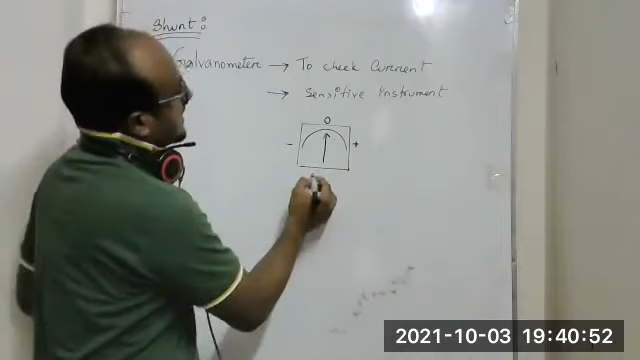 Shunt :
Galvanometer → To check Current
→ Sensitive Instrument
0
- +
2021-10-03 19:40:52